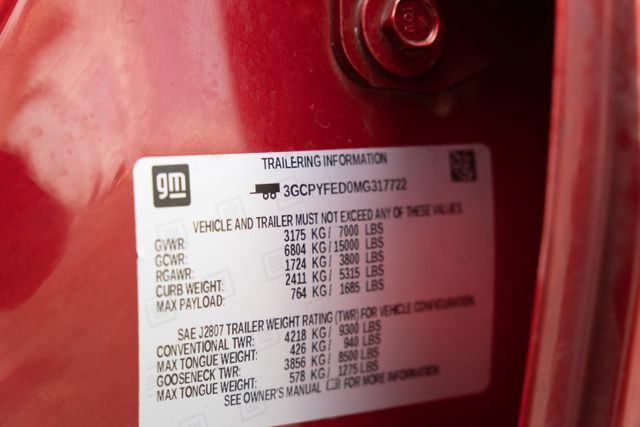 gm
TRAILERING INFORMATION
3GCPYFED0MG317722
VEHICLE AND TRAILER MUST NOT EXCEED ANY OF THESE VALUES
GVWR: 3175 KG/ 7000 LBS
GCWR: 6804 KG/15000 LBS
RGAWR: 1724 KG/ 3800 LBS
CURB WEIGHT: 2411 KG/ 5315 LBS
MAX PAYLOAD: 764 KG/ 1685 LBS
SAE J2807 TRAILER WEIGHT RATING (TWR) FOR VEHICLE CONFIGURATION
CONVENTIONAL TWR: 4218 KG/ 9300 LBS
MAX TONGUE WEIGHT: 426 KG/ 940 LBS
GOOSENECK TWR: 3856 KG/ 8500 LBS
MAX TONGUE WEIGHT: 578 KG/ 1275 LBS
SEE OWNER'S MANUAL FOR MORE INFORMATION